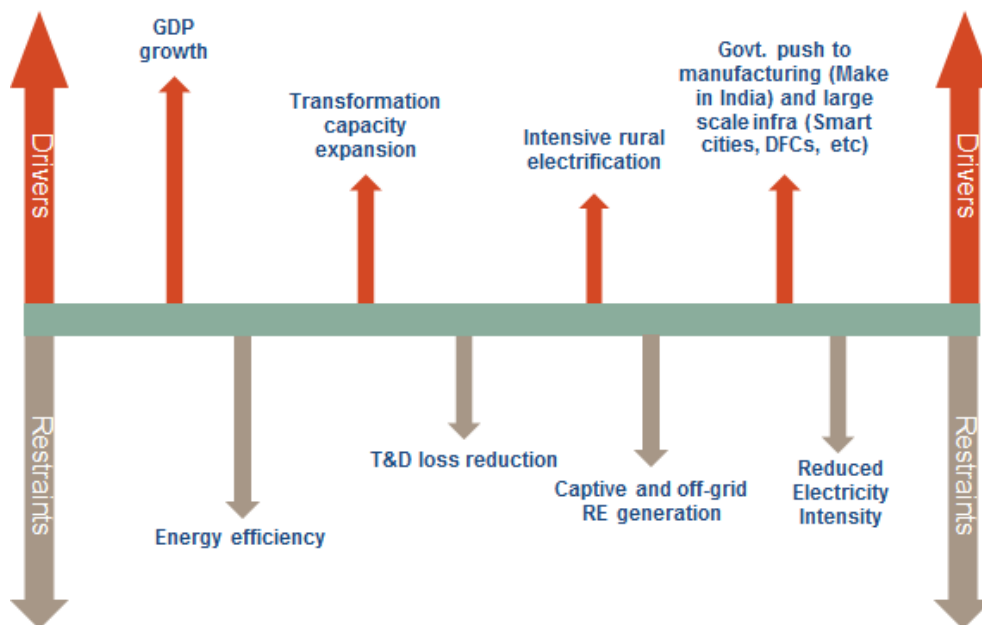 GDP
growth
Transformation
capacity
expansion
Intensive rural
electrification
Govt. push to
manufacturing (Make
in India) and large
scale infra (Smart
cities, DFCs, etc)
Drivers
Drivers
Restraints
Restraints
Energy efficiency
T&D loss reduction
Captive and off-grid
RE generation
Reduced
Electricity
Intensity